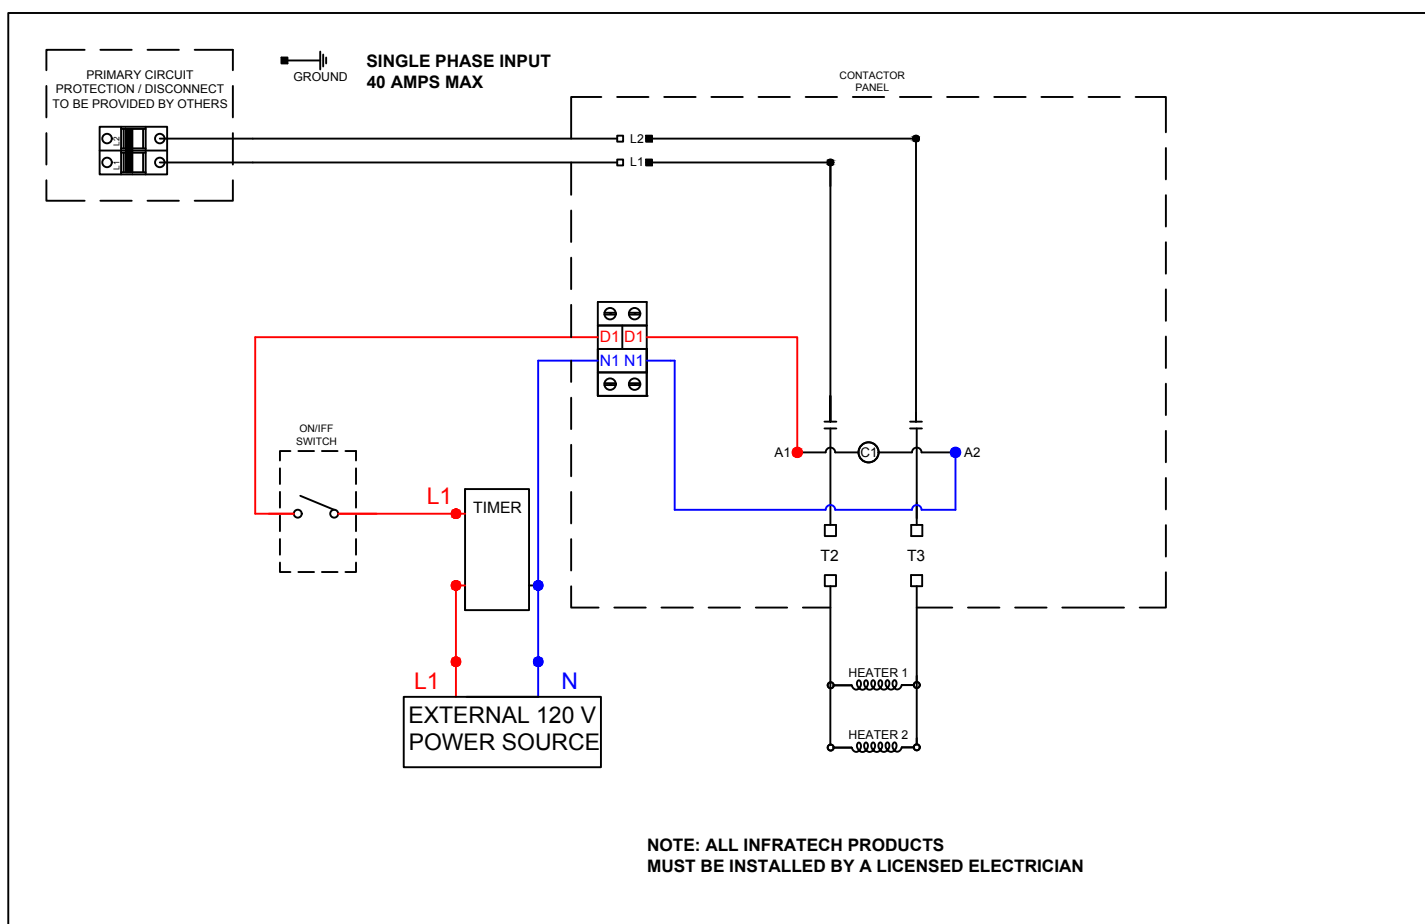 PRIMARY CIRCUIT
PROTECTION / DISCONNECT
TO BE PROVIDED BY OTHERS
L2
L1
GROUND
SINGLE PHASE INPUT
40 AMPS MAX
CONTACTOR
PANEL
L2
L1
D1 D1
N1 N1
ON/IFF
SWITCH
L1
TIMER
A1
C1
A2
T2
T3
L1
N
EXTERNAL 120 V
POWER SOURCE
HEATER 1
HEATER 2
NOTE: ALL INFRATECH PRODUCTS
MUST BE INSTALLED BY A LICENSED ELECTRICIAN